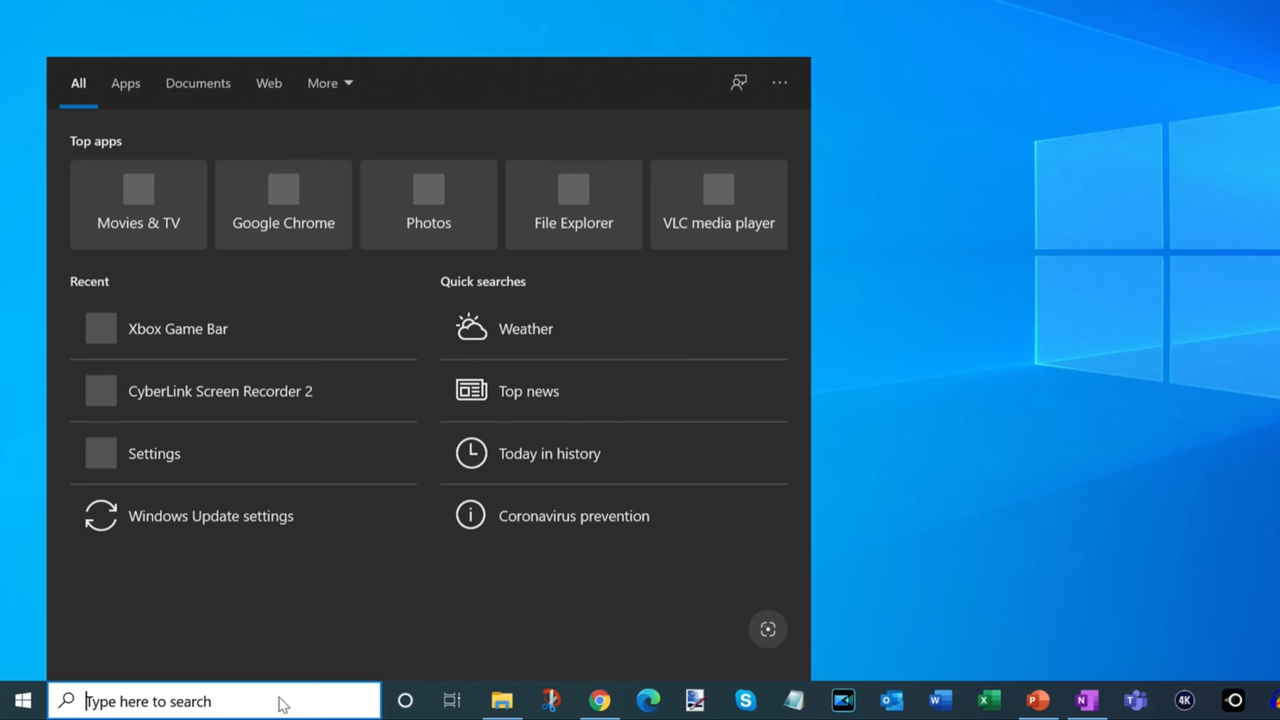 All Apps Documents Web More
Top apps
Movies & TV Google Chrome Photos File Explorer VLC media player
Recent
Xbox Game Bar
CyberLink Screen Recorder 2
Settings
Windows Update settings
Quick searches
Weather
Top news
Today in history
Coronavirus prevention
Type here to search
4K